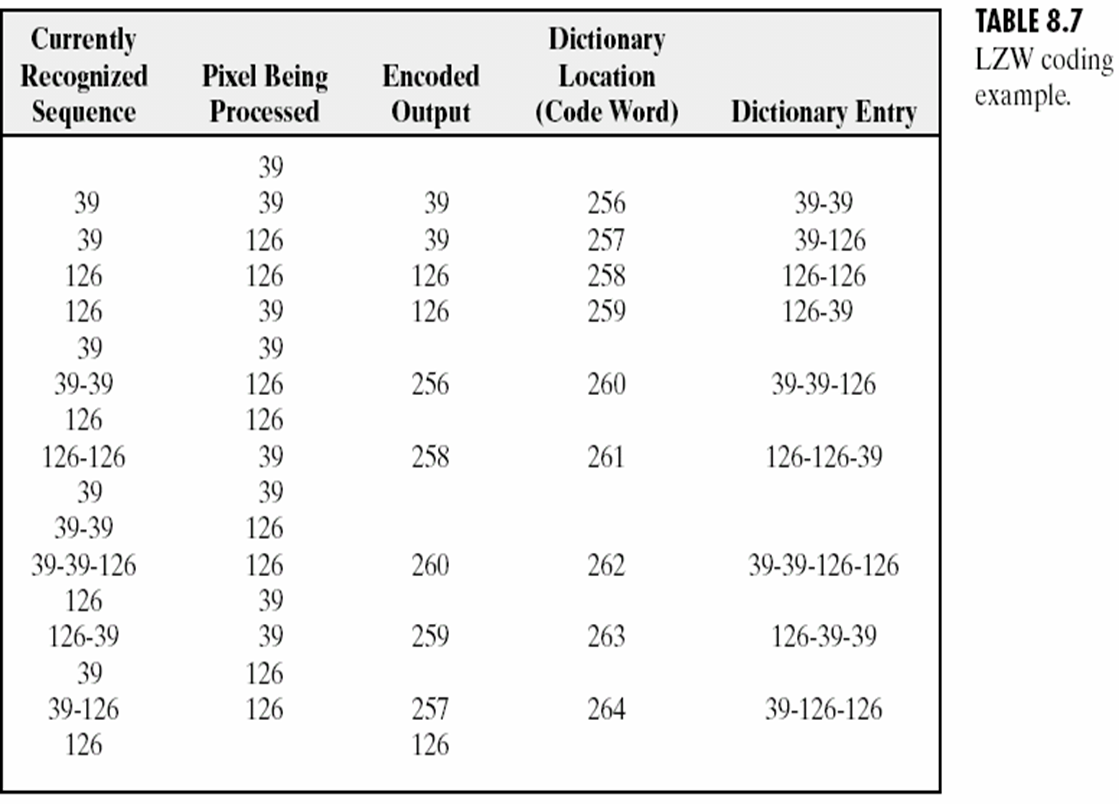 Currently Recognized Sequence Pixel Being Processed Encoded Output Dictionary Location (Code Word) Dictionary Entry
39
39 39 39 256 39-39
39 126 39 257 39-126
126 126 126 258 126-126
126 39 126 259 126-39
39 39
39-39 126 256 260 39-39-126
126 126
126-126 39 258 261 126-126-39
39 39
39-39 126
39-39-126 126 260 262 39-39-126-126
126 39
126-39 39 259 263 126-39-39
39 126
39-126 126 257 264 39-126-126
126 126
TABLE 8.7
LZW coding
example.